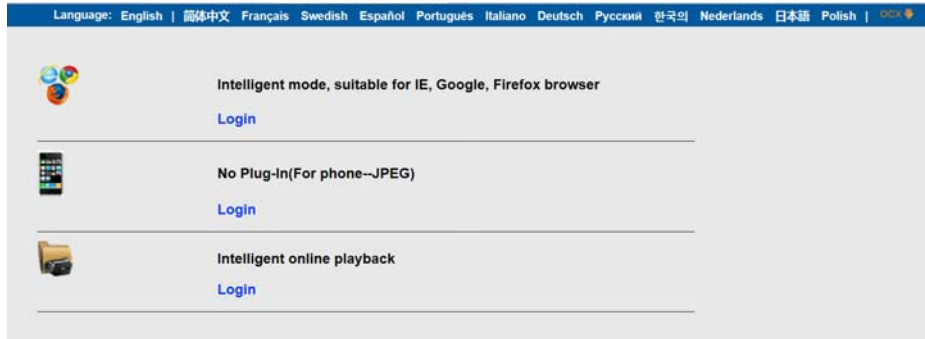 Language: English | 简体中文 Français Swedish Español Português Italiano Deutsch Русский 한국의 Nederlands 日本語 Polish | OCX
Intelligent mode, suitable for IE, Google, Firefox browser
Login
No Plug-in(For phone--JPEG)
Login
Intelligent online playback
Login